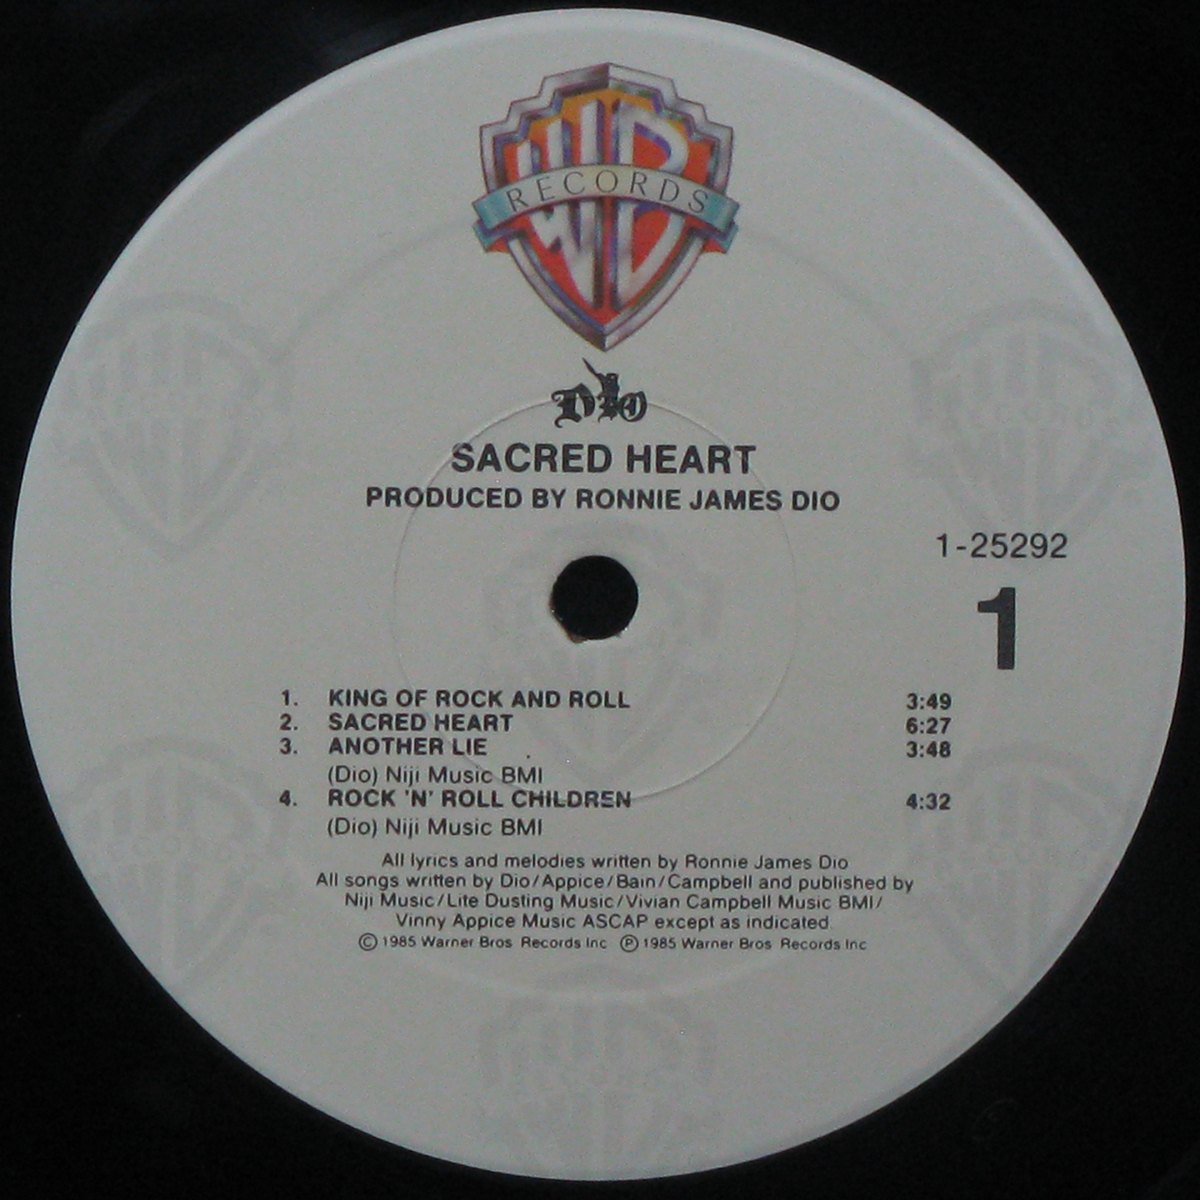 WB
RECORDS
Dio
SACRED HEART
PRODUCED BY RONNIE JAMES DIO
1-25292
1
1. KING OF ROCK AND ROLL 3:49
2. SACRED HEART 6:27
3. ANOTHER LIE 3:48
(Dio) Niji Music BMI
4. ROCK 'N' ROLL CHILDREN 4:32
(Dio) Niji Music BMI
All lyrics and melodies written by Ronnie James Dio
All songs written by Dio/Appice/Bain/Campbell and published by
Niji Music/Lite Dusting Music/Vivian Campbell Music BMI/
Vinny Appice Music ASCAP except as indicated.
© 1985 Warner Bros Records Inc ℗ 1985 Warner Bros Records Inc